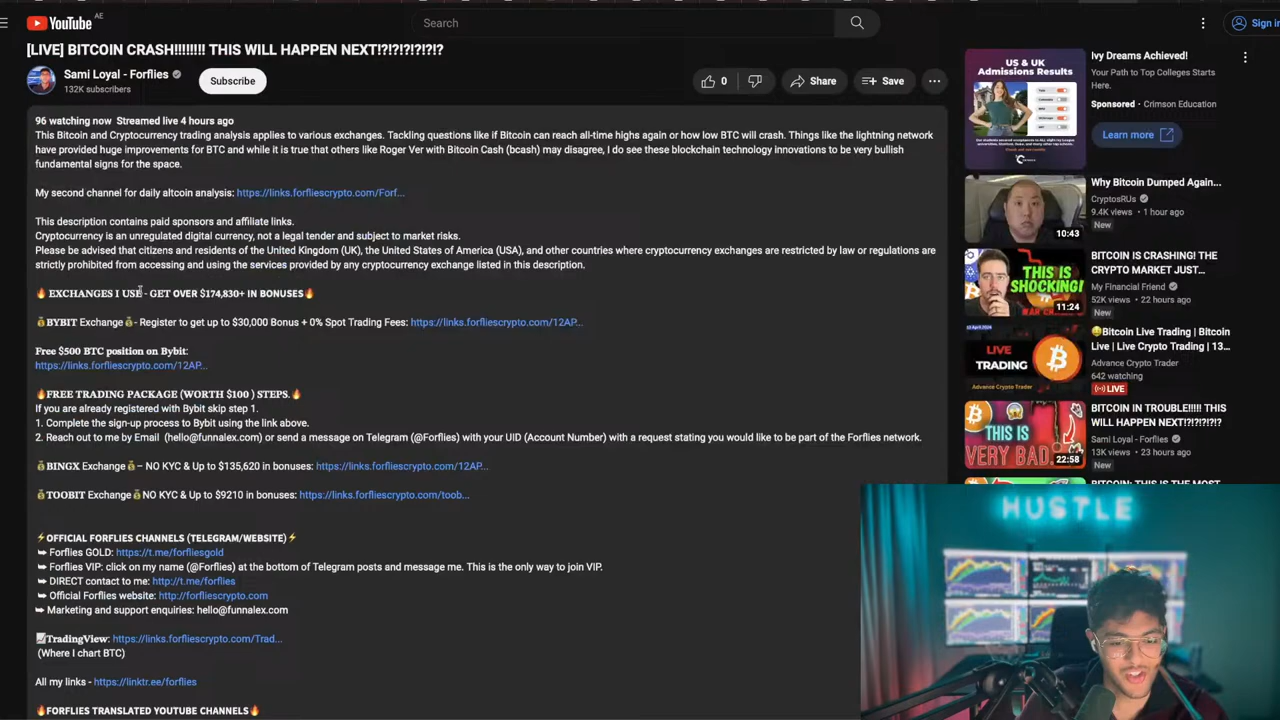 YouTube AE
Search
Sign in
[LIVE] BITCOIN CRASH!!!!!!!! THIS WILL HAPPEN NEXT!?!?!?!?!?!?
Sami Loyal - Forflies
132K subscribers
Subscribe
0
Share
Save
96 watching now Streamed live 4 hours ago
This Bitcoin and Cryptocurrency trading analysis applies to various exchanges. Tackling questions like if Bitcoin can reach all-time highs again or how low BTC will crash. Things like the lightning network
have provided huge improvements for BTC and while it can be debated, like Roger Ver with Bitcoin Cash (bcash) may disagree, I do see these blockchain technology innovations to be very bullish
fundamental signs for the space.
My second channel for daily altcoin analysis: https://links.forfliescrypto.com/Forf...
This description contains paid sponsors and affiliate links.
Cryptocurrency is an unregulated digital currency, not a legal tender and subject to market risks.
Please be advised that citizens and residents of the United Kingdom (UK), the United States of America (USA), and other countries where cryptocurrency exchanges are restricted by law or regulations are
strictly prohibited from accessing and using the services provided by any cryptocurrency exchange listed in this description.
🔥 EXCHANGES I USE - GET OVER $174,830+ IN BONUSES🔥
💰BYBIT Exchange💰- Register to get up to $30,000 Bonus + 0% Spot Trading Fees: https://links.forfliescrypto.com/12AP...
Free $500 BTC position on Bybit:
https://links.forfliescrypto.com/12AP...
🔥FREE TRADING PACKAGE (WORTH $100 ) STEPS.🔥
If you are already registered with Bybit skip step 1.
1. Complete the sign-up process to Bybit using the link above.
2. Reach out to me by Email (hello@funnalex.com) or send a message on Telegram (@Forflies) with your UID (Account Number) with a request stating you would like to be part of the Forflies network.
💰BINGX Exchange💰– NO KYC & Up to $135,620 in bonuses: https://links.forfliescrypto.com/12AP...
💰TOOBIT Exchange💰NO KYC & Up to $9210 in bonuses: https://links.forfliescrypto.com/toob...
⚡OFFICIAL FORFLIES CHANNELS (TELEGRAM/WEBSITE)⚡
➥ Forflies GOLD: https://t.me/forfliesgold
➥ Forflies VIP: click on my name (@Forflies) at the bottom of Telegram posts and message me. This is the only way to join VIP.
➥ DIRECT contact to me: http://t.me/forflies
➥ Official Forflies website: http://forfliescrypto.com
➥ Marketing and support enquiries: hello@funnalex.com
📈TradingView: https://links.forfliescrypto.com/Trad...
(Where I chart BTC)
All my links - https://linktr.ee/forflies
🔥FORFLIES TRANSLATED YOUTUBE CHANNELS🔥
US & UK
Admissions Results
Crimson
Ivy Dreams Achieved!
Your Path to Top Colleges Starts
Here.
Sponsored · Crimson Education
Learn more
10:43
Why Bitcoin Dumped Again...
CryptosRUs
9.4K views · 1 hour ago
New
THIS IS
SHOCKING!
11:24
BITCOIN IS CRASHING! THE
CRYPTO MARKET JUST...
My Financial Friend
52K views · 22 hours ago
New
LIVE
TRADING
Advance Crypto Trader
🤑Bitcoin Live Trading | Bitcoin
Live | Live Crypto Trading | 13...
Advance Crypto Trader
642 watching
LIVE
THIS IS
VERY BAD
22:58
BITCOIN IN TROUBLE!!!!! THIS
WILL HAPPEN NEXT!?!?!?!?
Sami Loyal - Forflies
13K views · 23 hours ago
New
HUSTLE